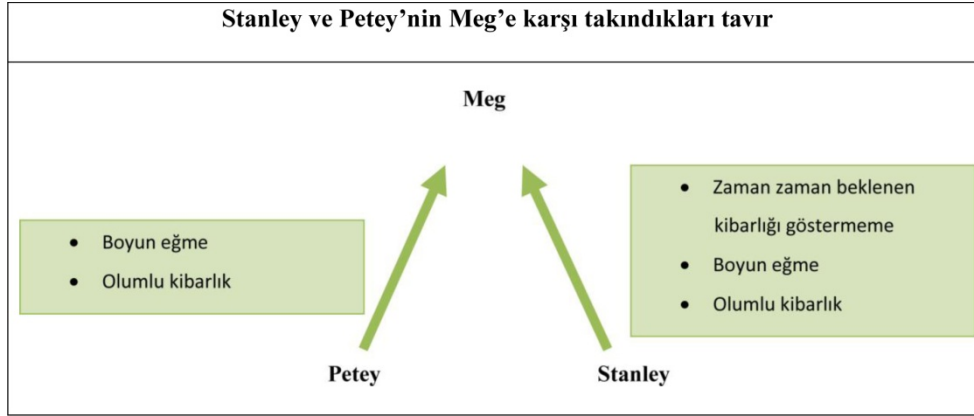 Stanley ve Petey’nin Meg’e karşı takındıkları tavır
Meg
• Boyun eğme
• Olumlu kibarlık
• Zaman zaman beklenen
kibarlığı göstermeme
• Boyun eğme
• Olumlu kibarlık
Petey
Stanley